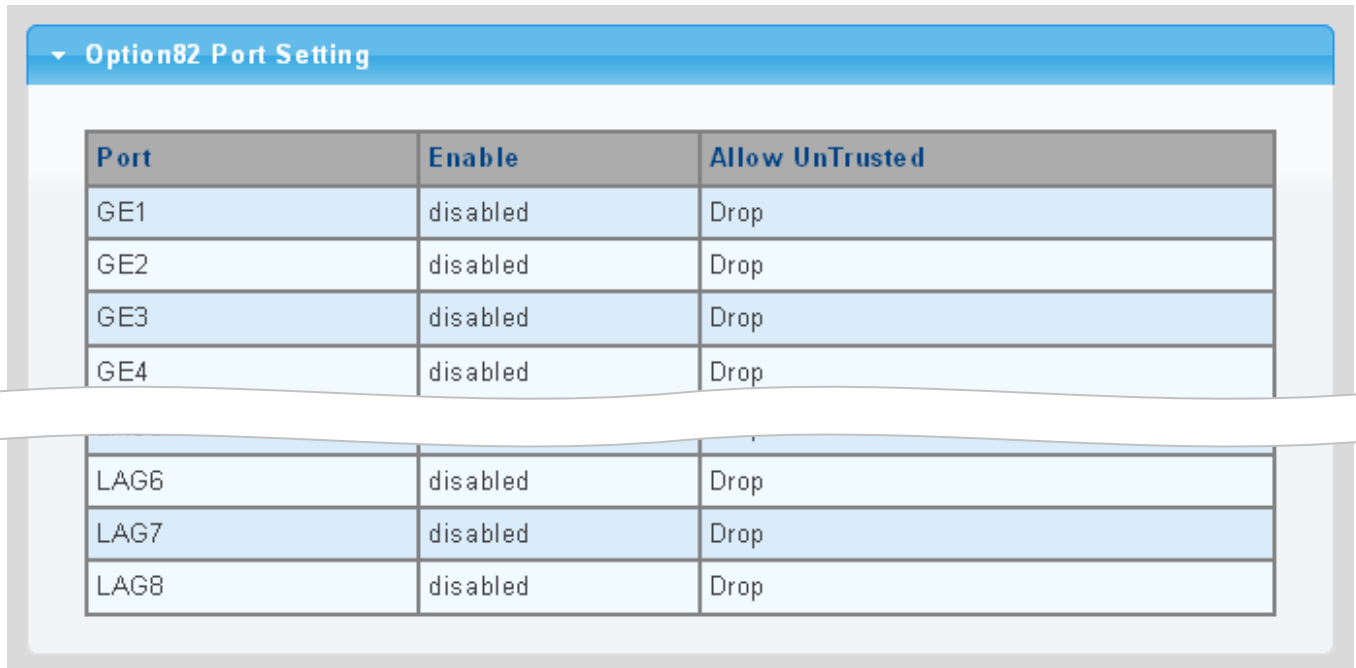 Option82 Port Setting
Port Enable Allow UnTrusted
GE1 disabled Drop
GE2 disabled Drop
GE3 disabled Drop
GE4 disabled Drop
LAG6 disabled Drop
LAG7 disabled Drop
LAG8 disabled Drop